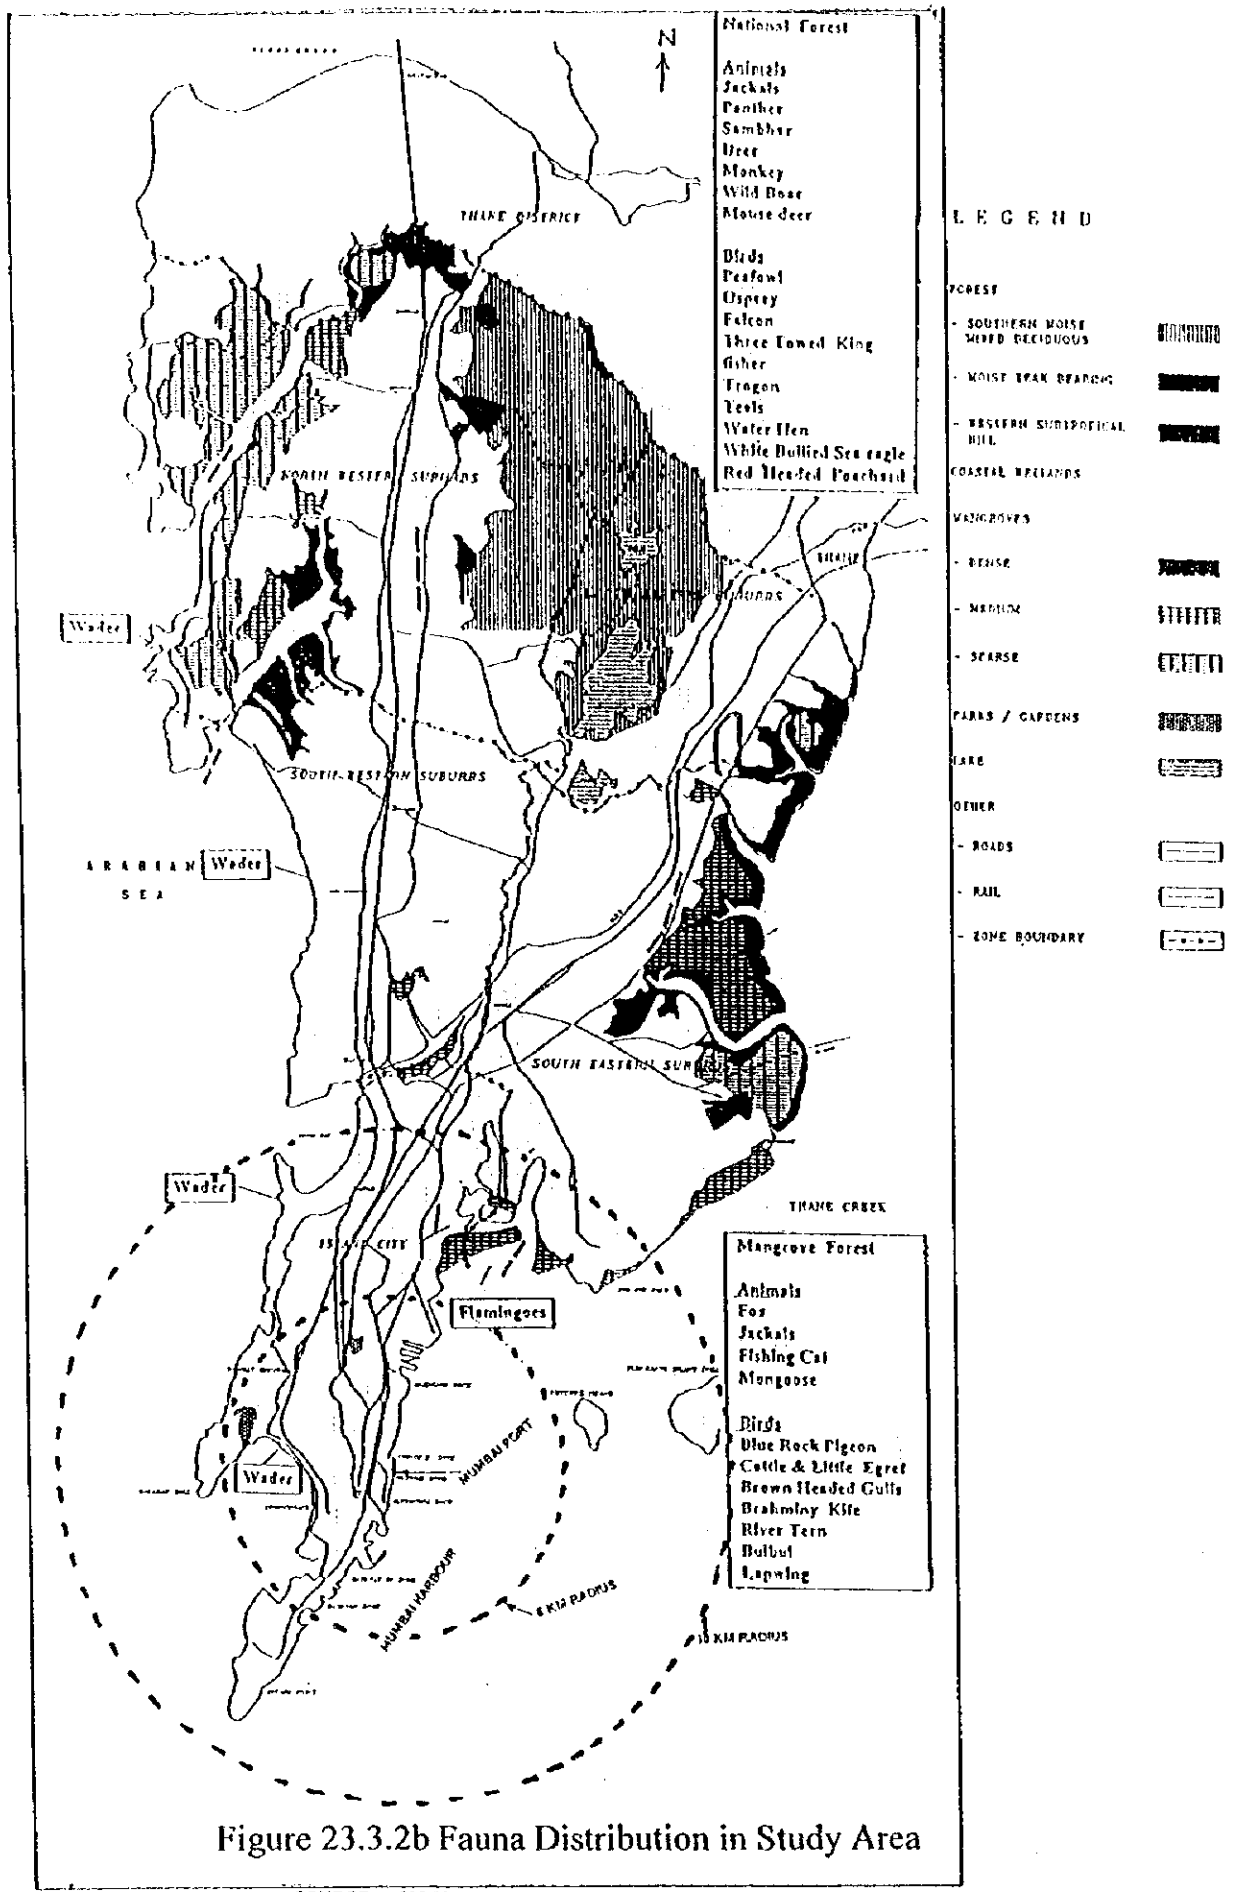 N
National Forest
Animals
Jackals
Panther
Sambhar
Deer
Monkey
Wild Boar
Mouse deer
Birds
Peafowl
Osprey
Falcon
Three Towed King
fisher
Trogon
Teels
Water Hen
White Bullied Sea eagle
Red Headed Pouchard
THANE DISTRICT
LEGEND
FOREST
- SOUTHERN MOISE
MIXED DECIDUOUS
- MOIST TEAK BEARING
- WESTERN SUBTROPICAL
HILL
COASTAL WETLANDS
MANGROVES
- DENSE
- MEDIUM
- SPARSE
PARKS / GARDENS
LAKE
OTHER
- ROADS
- RAIL
- ZONE BOUNDARY
NORTH WESTERN SUBURBS
THANE
Wader
SOUTH-WESTERN SUBURBS
ARABIAN
SEA
Wader
SOUTH EASTERN
Wader
THANE CREEK
ISLAND CITY
Flamingoes
Mangrove Forest
Animals
Fox
Jackals
Fishing Cat
Mongoose
Birds
Blue Rock Pigeon
Cattle & Little Egret
Brown Headed Gulls
Brahminy Kite
River Tern
Bulbul
Lapwing
Wader
MUMBAI PORT
MUMBAI HARBOUR
KM RADIUS
10 KM RADIUS
Figure 23.3.2b Fauna Distribution in Study Area